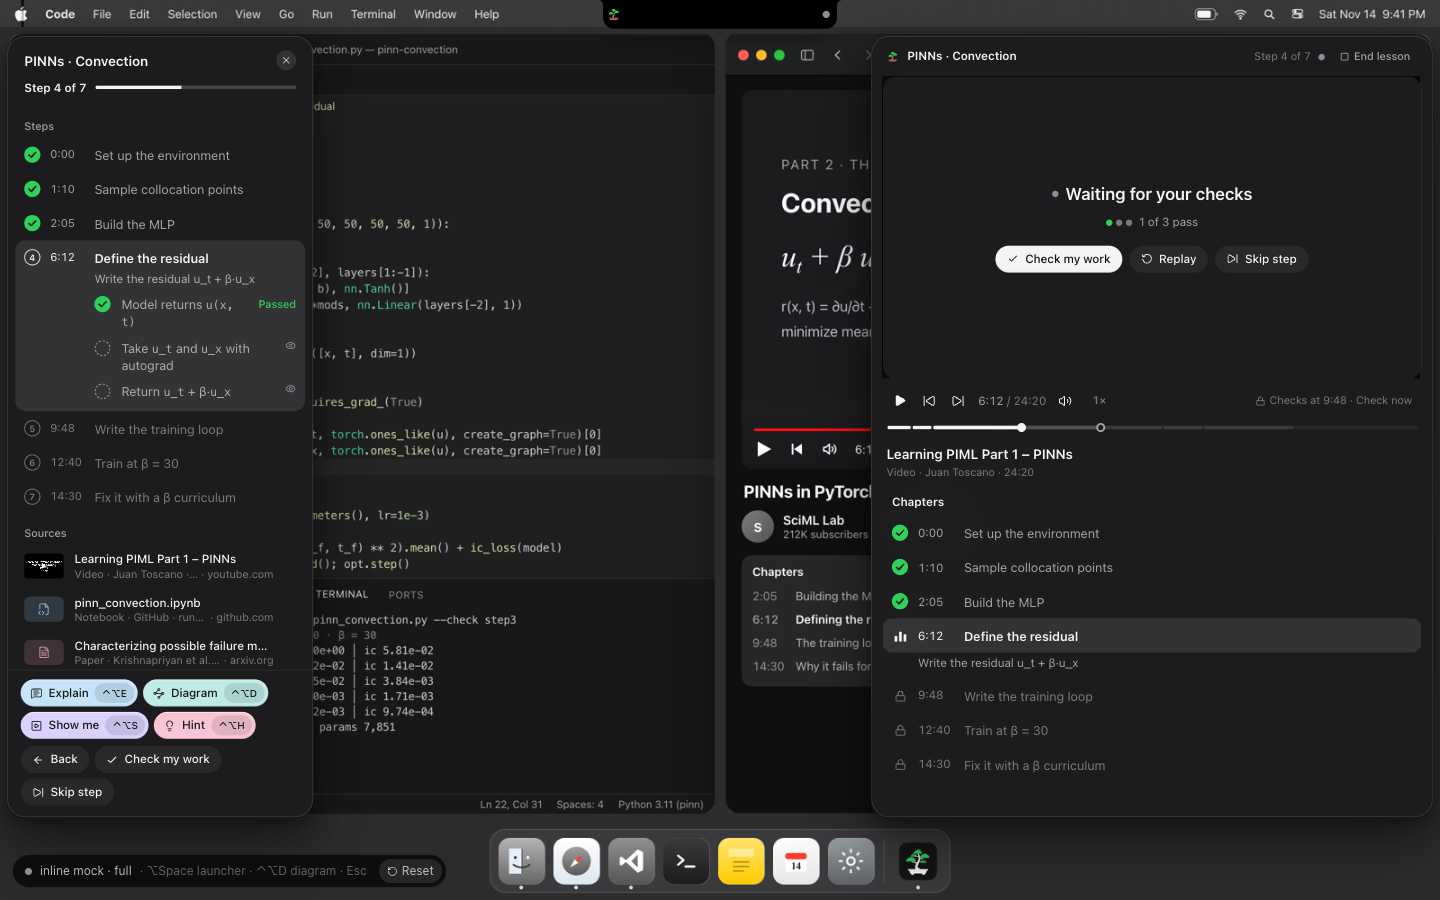 Code File Edit Selection View Go Run Terminal Window Help
Sat Nov 14 9:41 PM
PINNs · Convection
Step 4 of 7
Steps
0:00 Set up the environment
1:10 Sample collocation points
2:05 Build the MLP
4 6:12 Define the residual
Write the residual u_t + β·u_x
Model returns u(x, t) Passed
Take u_t and u_x with
autograd
Return u_t + β·u_x
5 9:48 Write the training loop
6 12:40 Train at β = 30
7 14:30 Fix it with a β curriculum
Sources
Learning PIML Part 1 – PINNs
Video · Juan Toscano ·... · youtube.com
pinn_convection.ipynb
Notebook · GitHub · run... · github.com
Characterizing possible failure m...
Paper · Krishnapriyan et al.... · arxiv.org
Explain ^⌥E
Diagram ^⌥D
Show me ^⌥S
Hint ^⌥H
Back
Check my work
Skip step
vection.py — pinn-convection
dual
50, 50, 50, 50, 1)):
2], layers[1:-1]):
b), nn.Tanh()]
*mods, nn.Linear(layers[-2], 1))
([x, t], dim=1))
uires_grad_(True)
t, torch.ones_like(u), create_graph=True)[0]
x, torch.ones_like(u), create_graph=True)[0]
meters(), lr=1e-3)
_f, t_f) ** 2).mean() + ic_loss(model)
d(); opt.step()
TERMINAL PORTS
pinn_convection.py --check step3
0 · β = 30
0e+00 | ic 5.81e-02
2e-02 | ic 1.41e-02
5e-02 | ic 3.84e-03
0e-03 | ic 1.71e-03
2e-03 | ic 9.74e-04
params 7,851
Ln 22, Col 31 Spaces: 4 Python 3.11 (pinn)
PART 2 · TH
Convec
u_t + β u
r(x, t) = ∂u/∂t
minimize mea
6:1
PINNs in PyTorc
S
SciML Lab
212K subscribers
Chapters
2:05 Building the M
6:12 Defining the r
9:48 The training lo
14:30 Why it fails for
PINNs · Convection
Step 4 of 7
End lesson
Waiting for your checks
1 of 3 pass
Check my work
Replay
Skip step
6:12 / 24:20
1×
Checks at 9:48 · Check now
Learning PIML Part 1 – PINNs
Video · Juan Toscano · 24:20
Chapters
0:00 Set up the environment
1:10 Sample collocation points
2:05 Build the MLP
6:12 Define the residual
Write the residual u_t + β·u_x
9:48 Write the training loop
12:40 Train at β = 30
14:30 Fix it with a β curriculum
inline mock · full · ⌥Space launcher · ^⌥D diagram · Esc
Reset
14